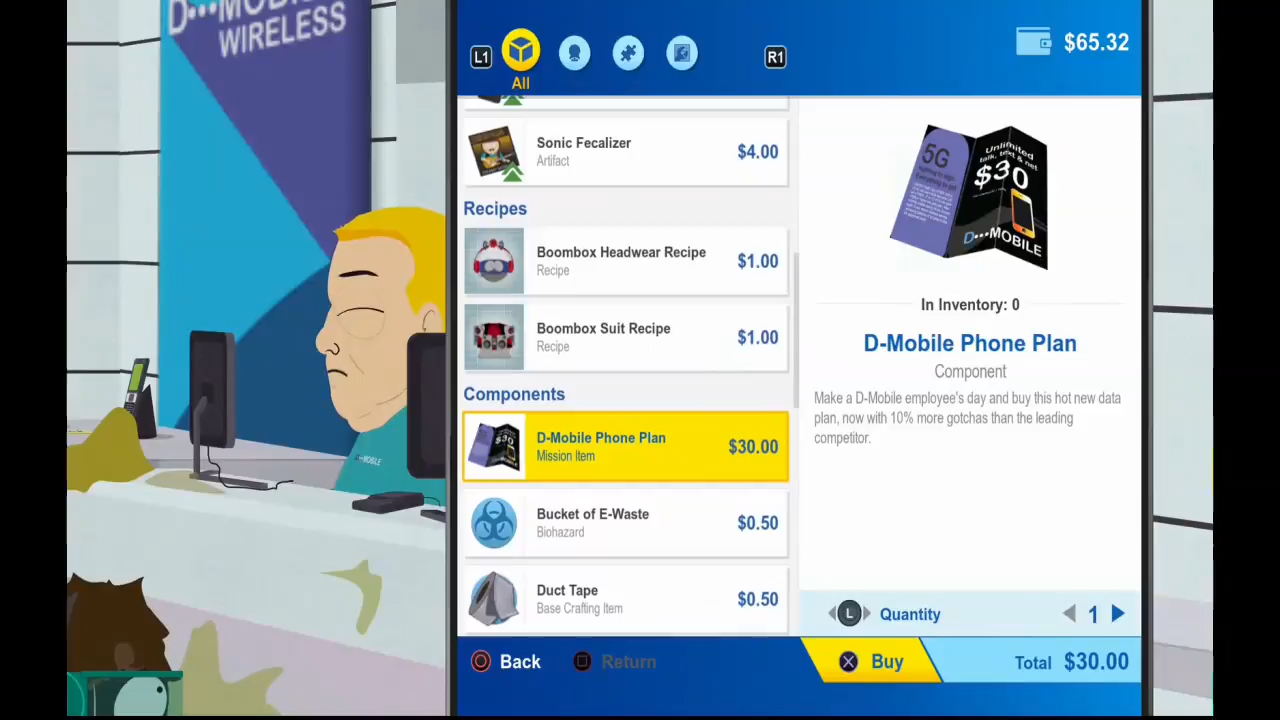 D•••MOBILE
WIRELESS
L1
All
R1
$65.32
Sonic Fecalizer
Artifact
$4.00
Recipes
Boombox Headwear Recipe
Recipe
$1.00
Boombox Suit Recipe
Recipe
$1.00
Components
D-Mobile Phone Plan
Mission Item
$30.00
Bucket of E-Waste
Biohazard
$0.50
Duct Tape
Base Crafting Item
$0.50
5G
Unlimited
talk, text & net
$30
D•••MOBILE
In Inventory: 0
D-Mobile Phone Plan
Component
Make a D-Mobile employee's day and buy this hot new data
plan, now with 10% more gotchas than the leading
competitor.
L
Quantity
1
Back
Return
Buy
Total $30.00
D•••MOBILE